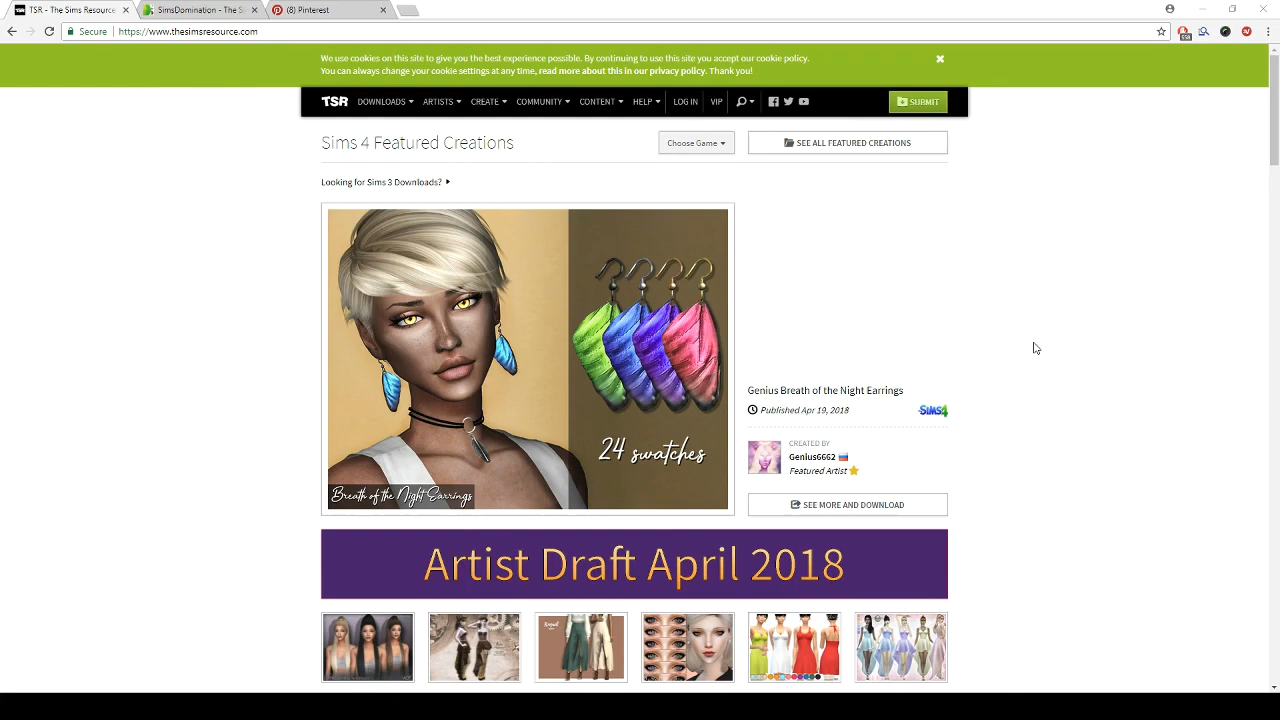 TSR - The Sims Resource
SimsDomination - The S
(8) Pinterest
Secure
https://www.thesimsresource.com
658
We use cookies on this site to give you the best experience possible. By continuing to use this site you accept our cookie policy.
You can always change your cookie settings at any time, read more about this in our privacy policy. Thank you!
TSR DOWNLOADS ARTISTS CREATE COMMUNITY CONTENT HELP LOG IN VIP SUBMIT
Sims 4 Featured Creations
Choose Game
SEE ALL FEATURED CREATIONS
Looking for Sims 3 Downloads?
24 swatches
Breath of the Night Earrings
Genius Breath of the Night Earrings
Published Apr 19, 2018
SIMS4
CREATED BY
Genius6662
Featured Artist
SEE MORE AND DOWNLOAD
Artist Draft April 2018